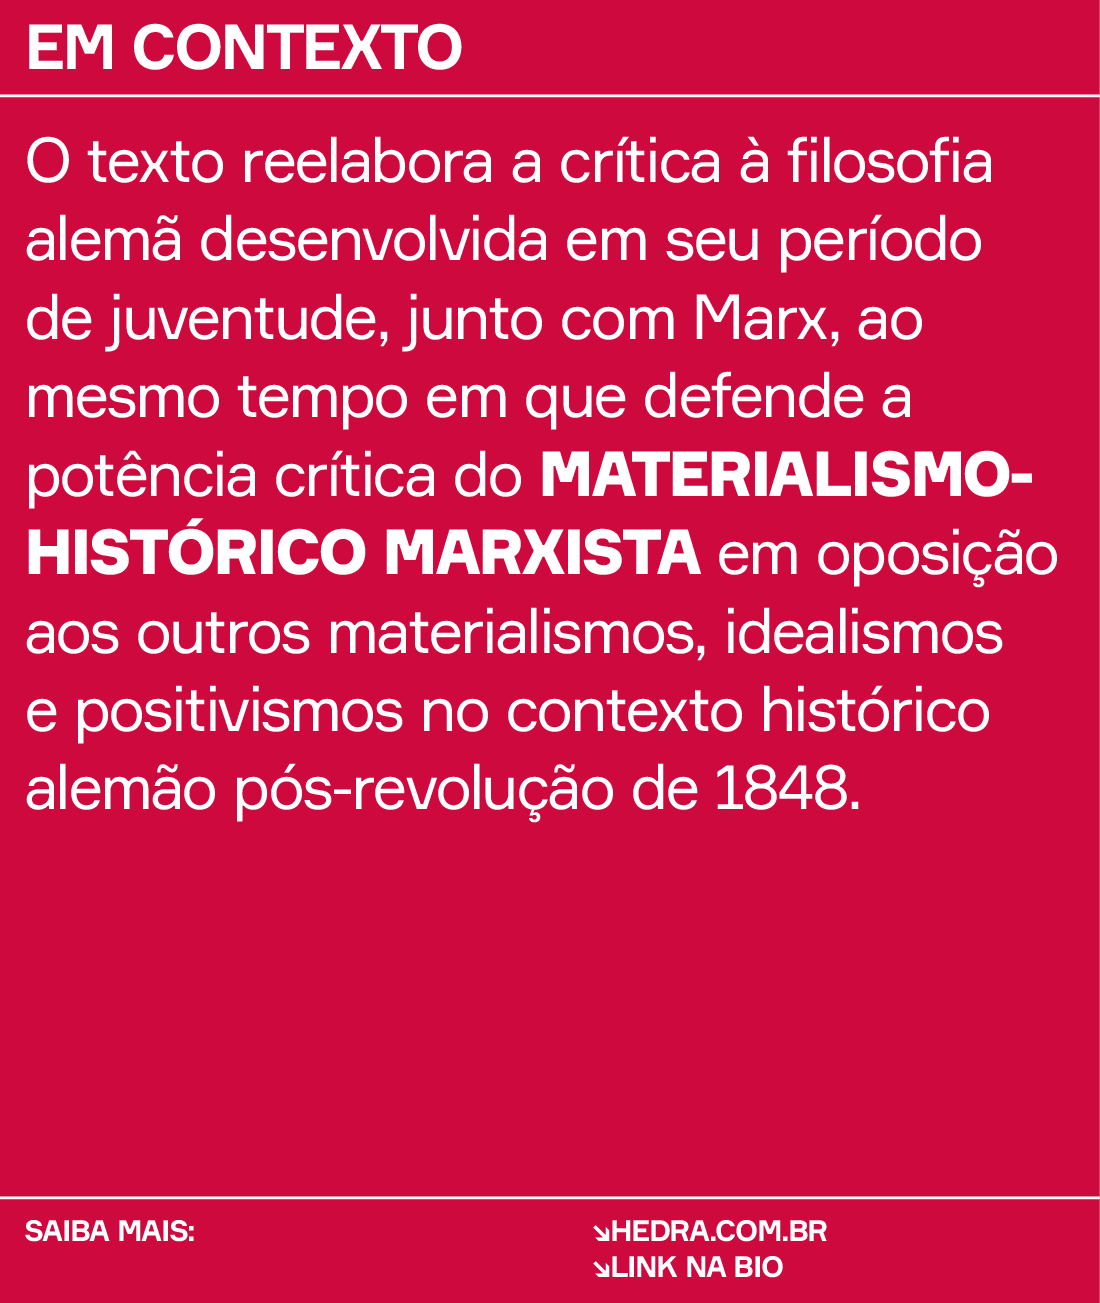 EM CONTEXTO
O texto reelabora a crítica à filosofia
alemã desenvolvida em seu período
de juventude, junto com Marx, ao
mesmo tempo em que defende a
potência crítica do MATERIALISMO-
HISTÓRICO MARXISTA em oposição
aos outros materialismos, idealismos
e positivismos no contexto histórico
alemão pós-revolução de 1848.
SAIBA MAIS:
↘HEDRA.COM.BR
↘LINK NA BIO